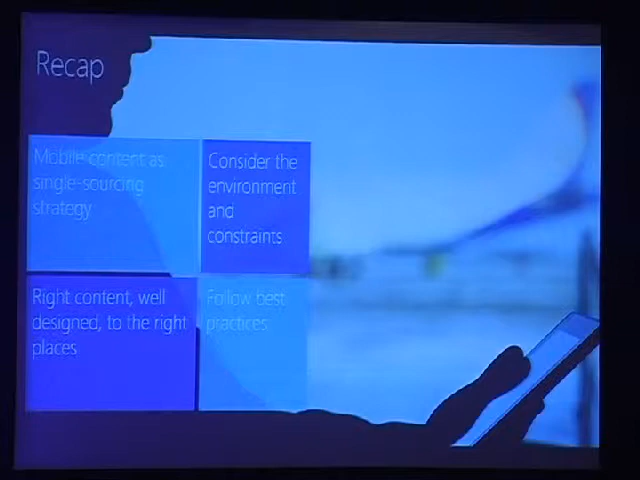 Recap
Mobile content as
single-sourcing
strategy
Consider the
environment
and
constraints
Right content, well
designed, to the right
places
Follow best
practices